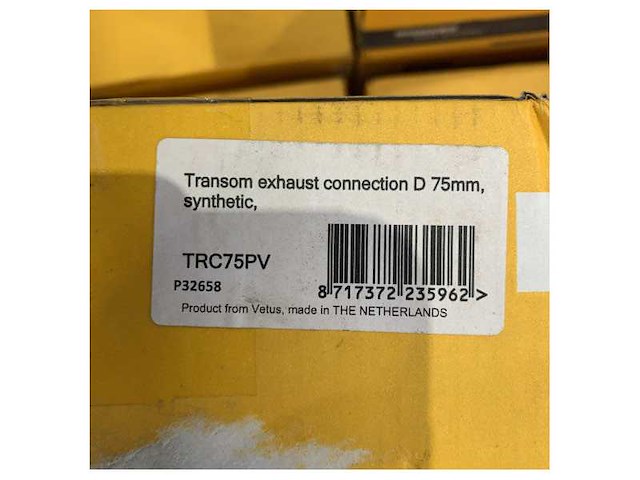 Transom exhaust connection D 75mm,
synthetic,
TRC75PV
P32658
8 717372 235962 >
Product from Vetus, made in THE NETHERLANDS